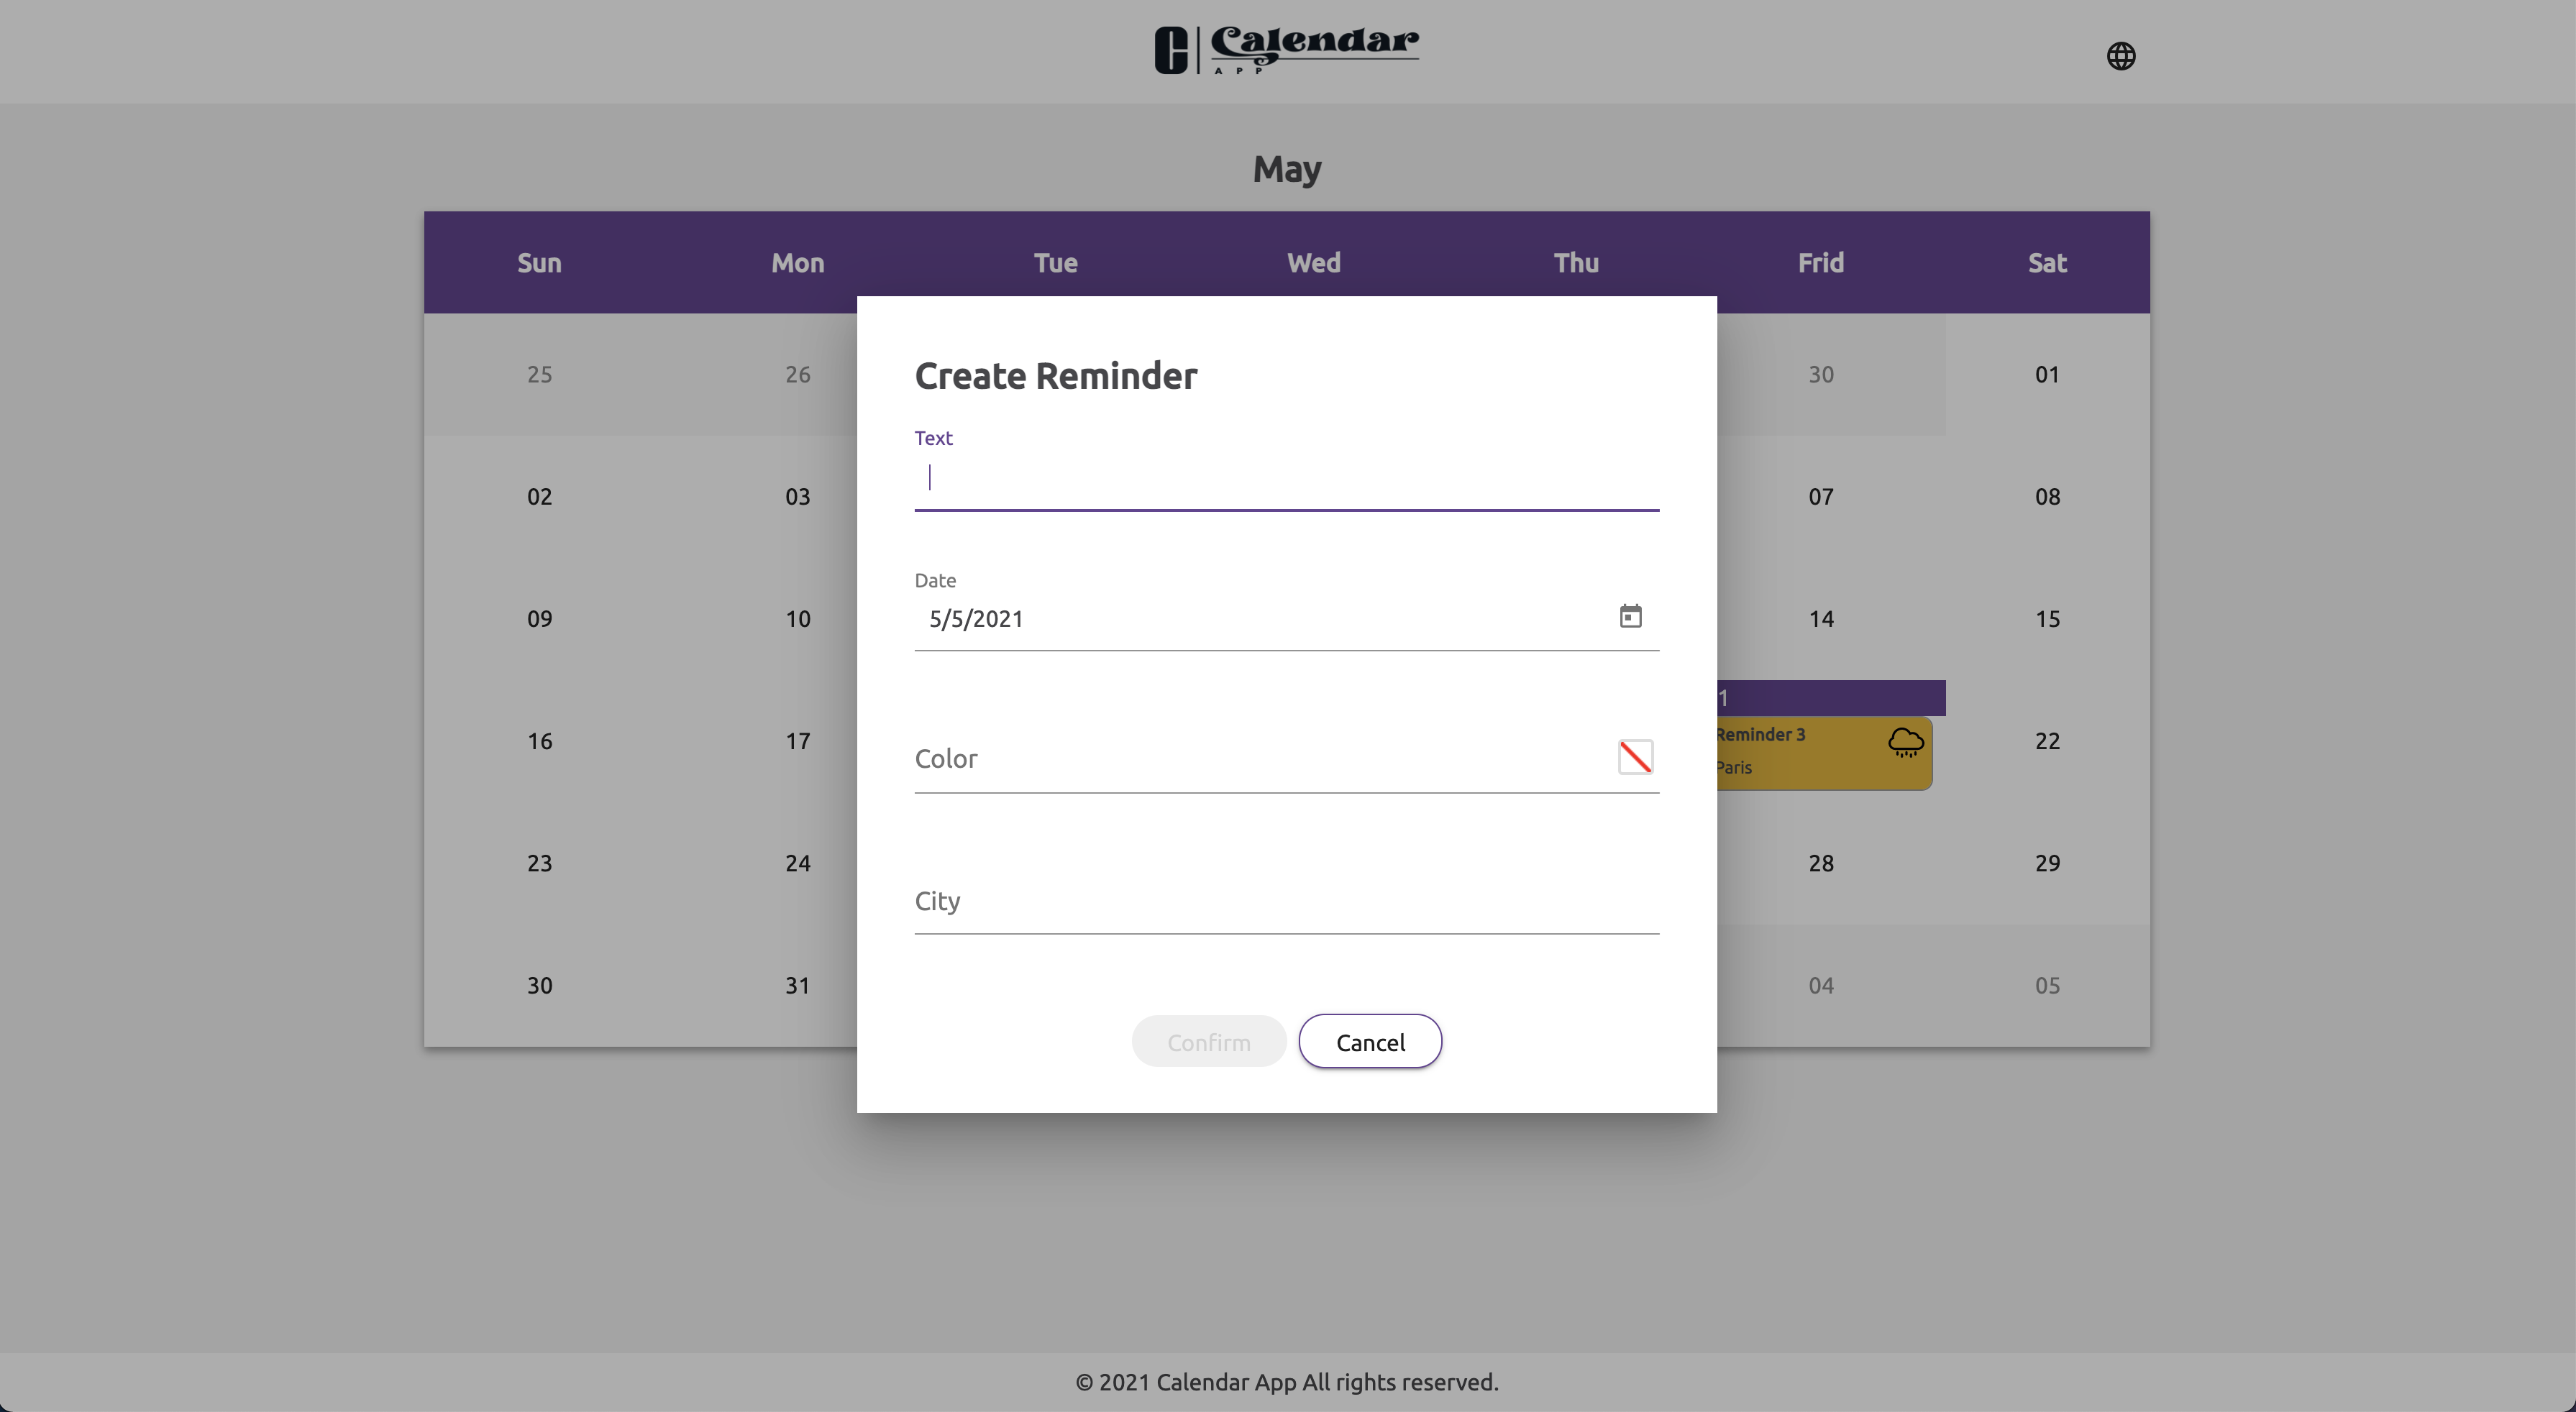 C | Calendar
APP
May
Sun Mon Tue Wed Thu Frid Sat
Create Reminder
Text
Date
5/5/2021
Color
City
Confirm Cancel
25 26 30 01
02 03 07 08
09 10 14 15
1
16 17 Reminder 3 22
Paris
23 24 28 29
30 31 04 05
© 2021 Calendar App All rights reserved.